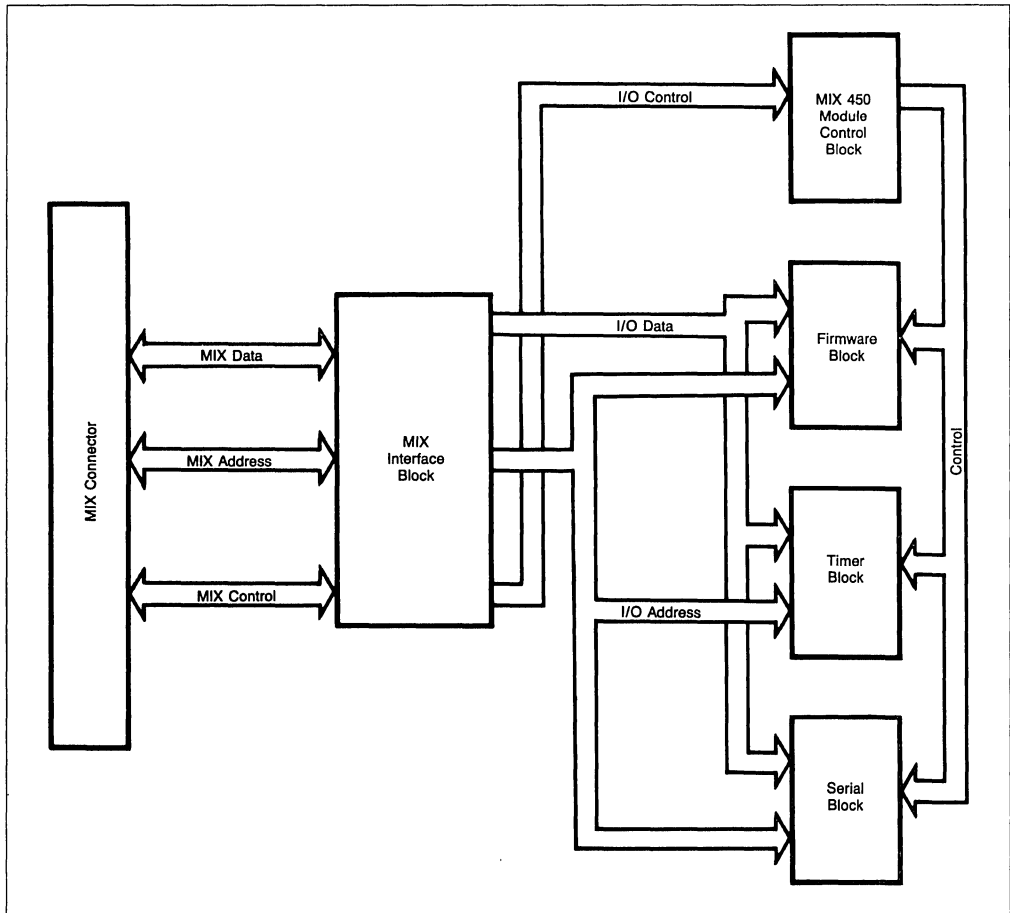 MIX 450
Module
Control
Block
I/O Control
I/O Data
Firmware
Block
MIX Connector
MIX Data
MIX Address
MIX Control
MIX
Interface
Block
Control
I/O Address
Timer
Block
Serial
Block